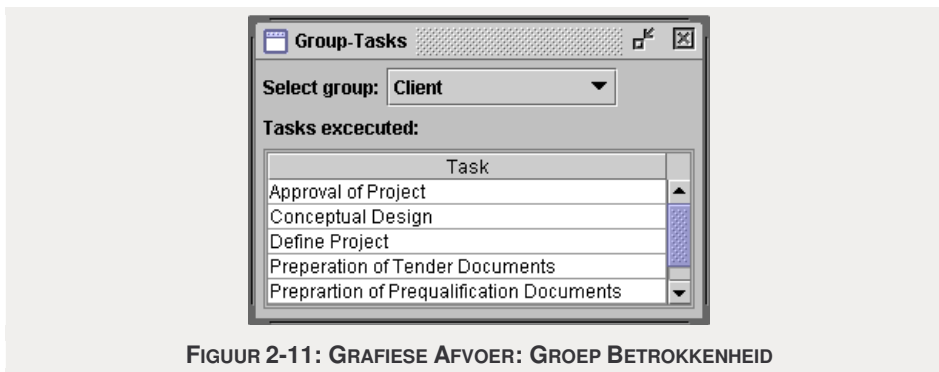 Group-Tasks
Select group: Client
Tasks excecuted:
Task
Approval of Project
Conceptual Design
Define Project
Preperation of Tender Documents
Preprartion of Prequalification Documents
FIGUUR 2-11: GRAFIESE AFVOER: GROEP BETROKKENHEID